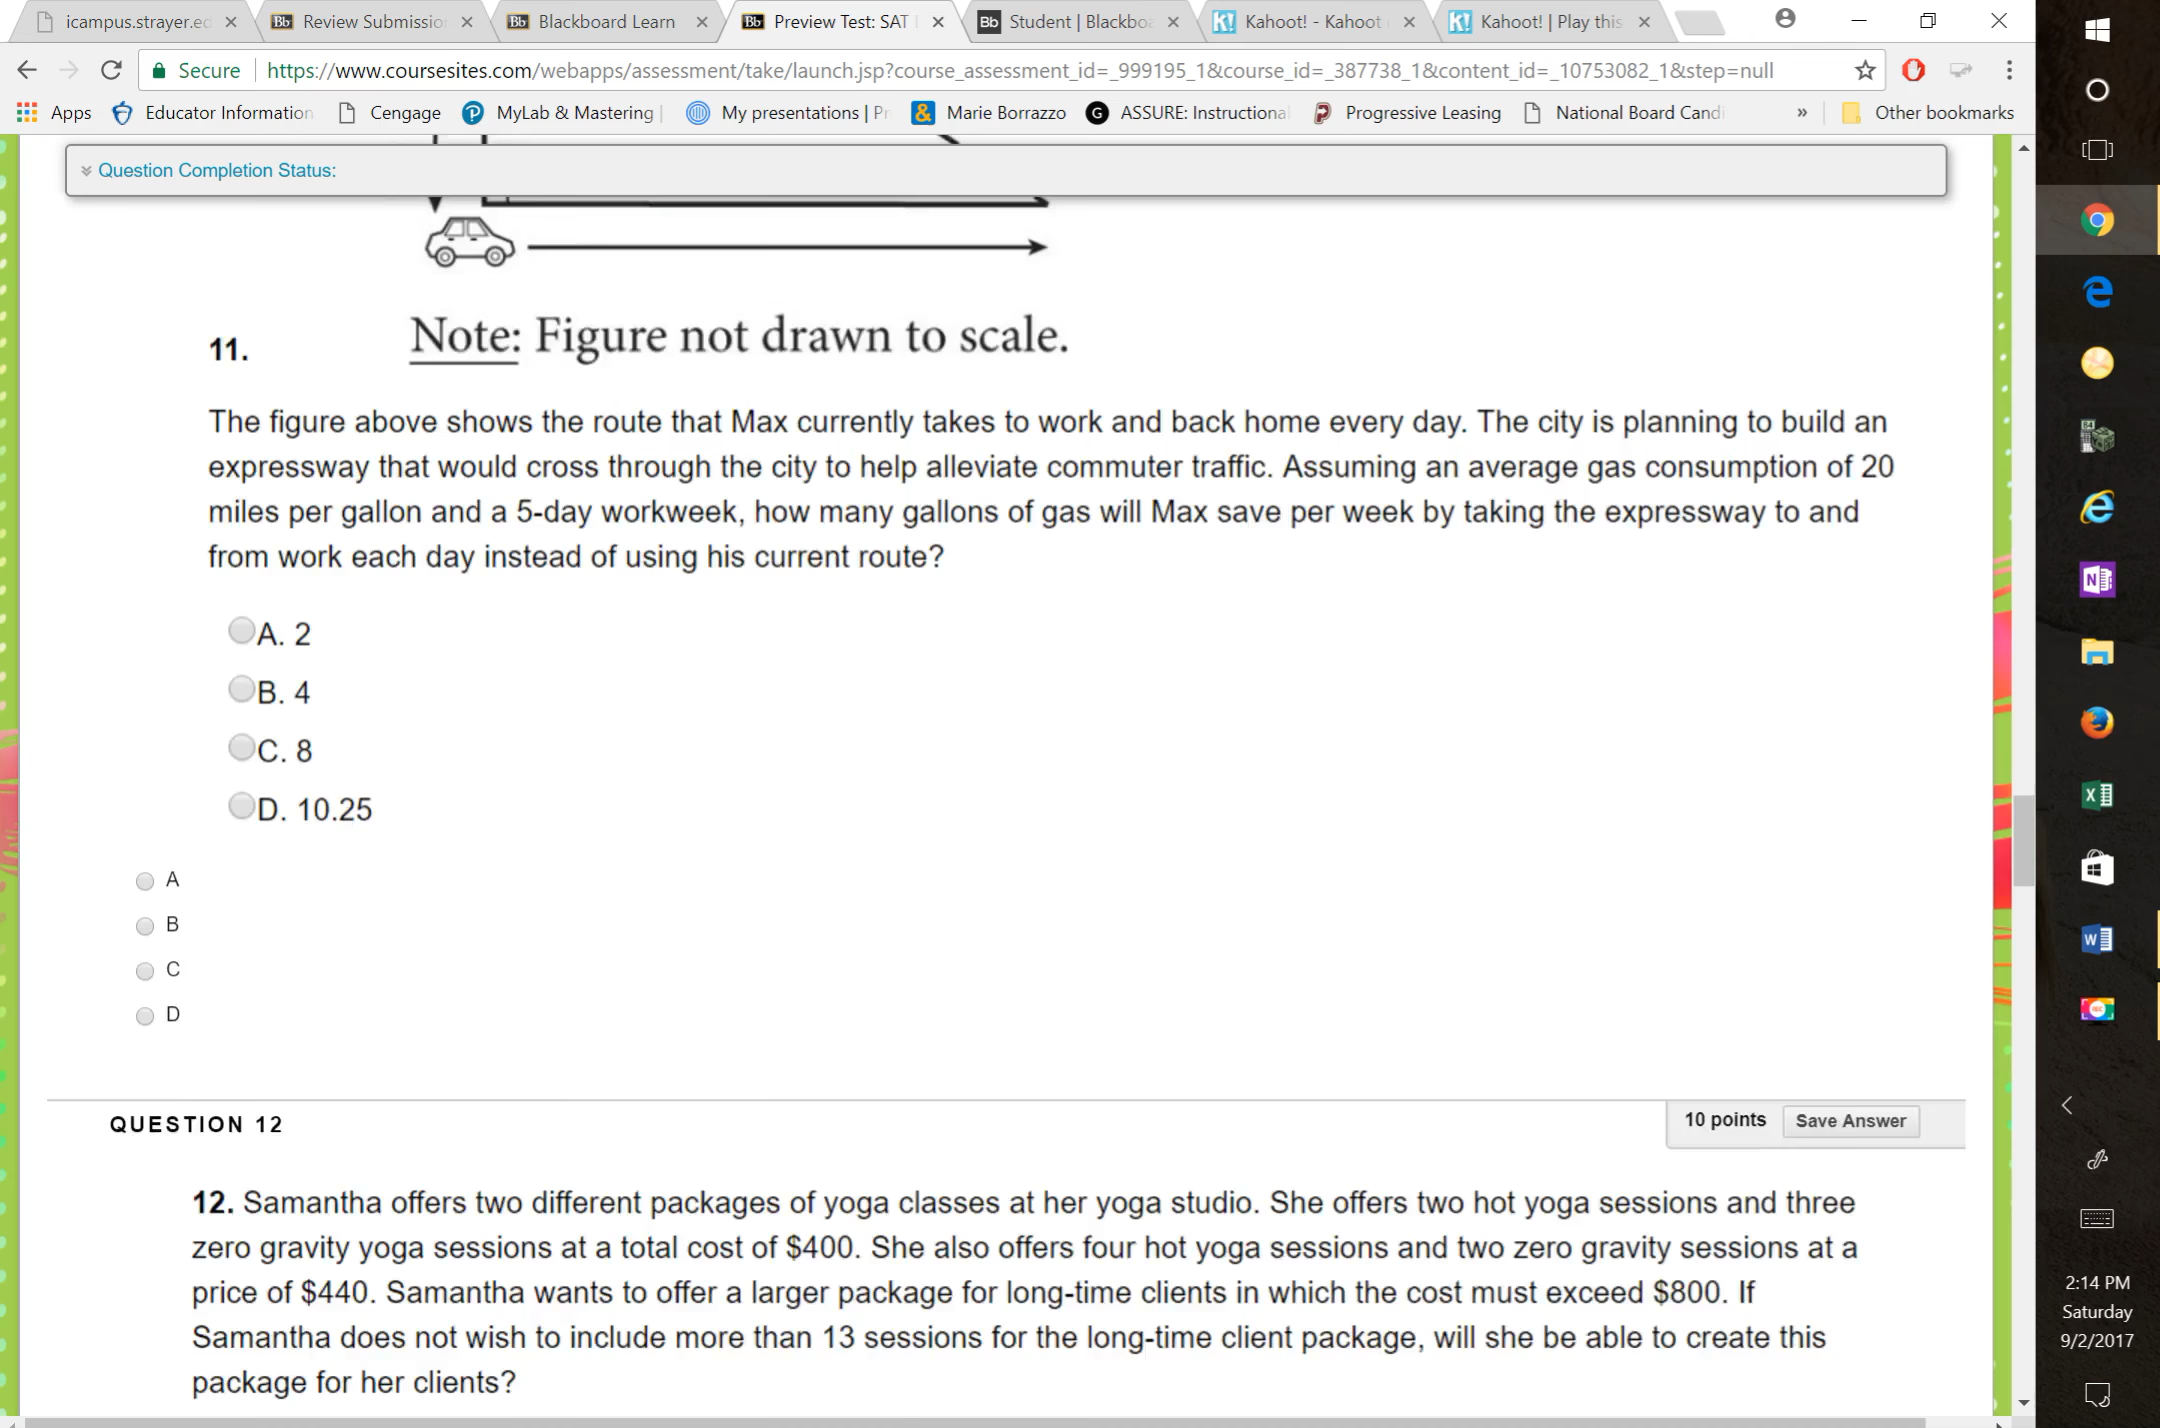 icampus.strayer.ed
Review Submissio
Blackboard Learn
Preview Test: SAT
Student | Blackboa
Kahoot! - Kahoot
Kahoot! | Play this
Secure
https://www.coursesites.com/webapps/assessment/take/launch.jsp?course_assessment_id=_999195_1&course_id=_387738_1&content_id=_10753082_1&step=null
Apps
Educator Information
Cengage
MyLab & Mastering |
My presentations | Pr
Marie Borrazzo
ASSURE: Instructional
Progressive Leasing
National Board Candi
»
Other bookmarks
Question Completion Status:
Note: Figure not drawn to scale.
11.
The figure above shows the route that Max currently takes to work and back home every day. The city is planning to build an
expressway that would cross through the city to help alleviate commuter traffic. Assuming an average gas consumption of 20
miles per gallon and a 5-day workweek, how many gallons of gas will Max save per week by taking the expressway to and
from work each day instead of using his current route?
A. 2
B. 4
C. 8
D. 10.25
A
B
C
D
QUESTION 12
10 points
Save Answer
12. Samantha offers two different packages of yoga classes at her yoga studio. She offers two hot yoga sessions and three
zero gravity yoga sessions at a total cost of $400. She also offers four hot yoga sessions and two zero gravity sessions at a
price of $440. Samantha wants to offer a larger package for long-time clients in which the cost must exceed $800. If
Samantha does not wish to include more than 13 sessions for the long-time client package, will she be able to create this
package for her clients?
2:14 PM
Saturday
9/2/2017